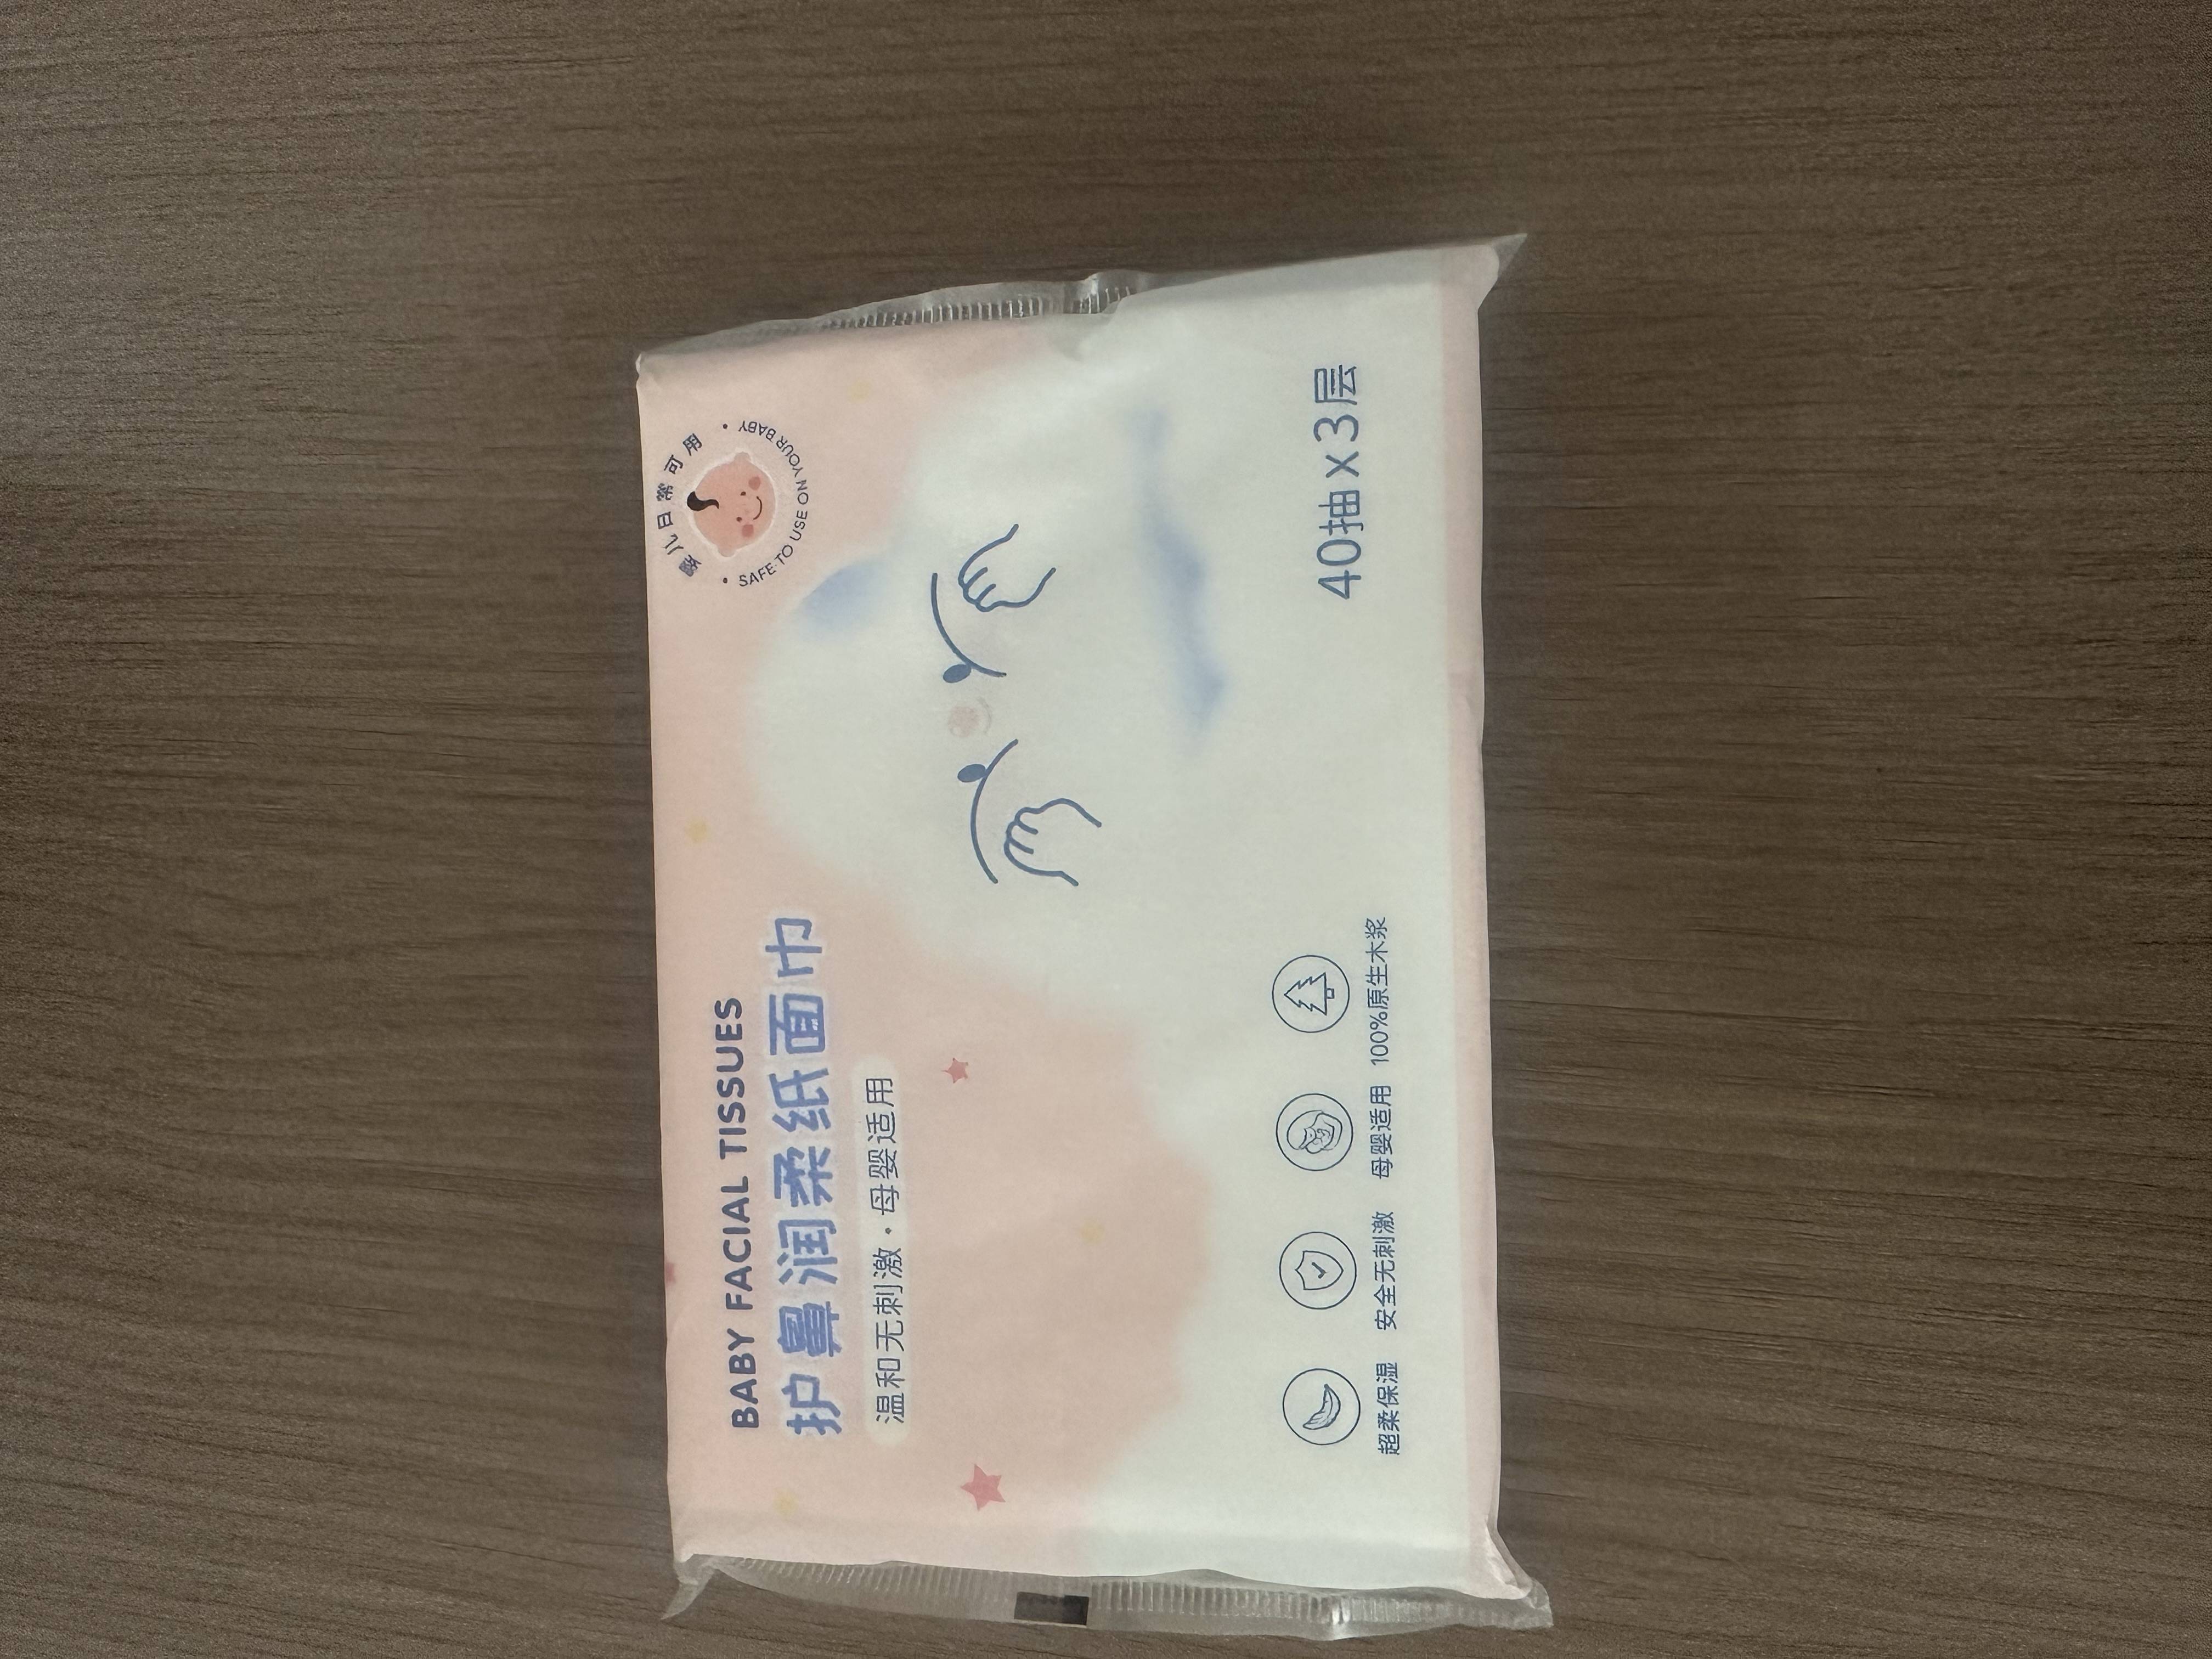 BABY FACIAL TISSUES
护鼻润柔纸面巾
温和无刺激·母婴适用
婴儿日常可用
• SAFE TO USE ON YOUR BABY •
超柔保湿
安全无刺激
母婴适用
100%原生木浆
40抽x3层